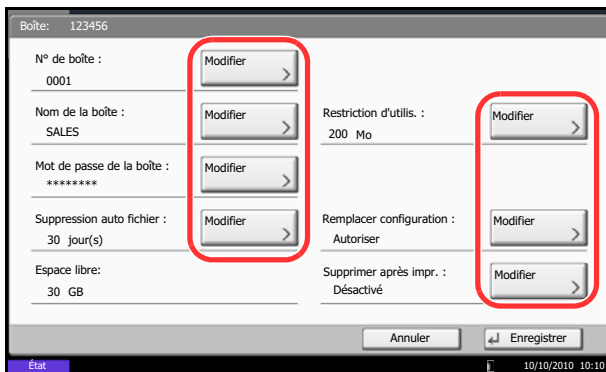 Boîte: 123456
N° de boîte :
0001
Modifier
Nom de la boîte :
SALES
Modifier
Restriction d'utilis. :
200 Mo
Modifier
Mot de passe de la boîte :
********
Modifier
Suppression auto fichier :
30 jour(s)
Modifier
Remplacer configuration :
Autoriser
Modifier
Espace libre:
30 GB
Supprimer après impr. :
Désactivé
Modifier
Annuler
Enregistrer
État
10/10/2010 10:10